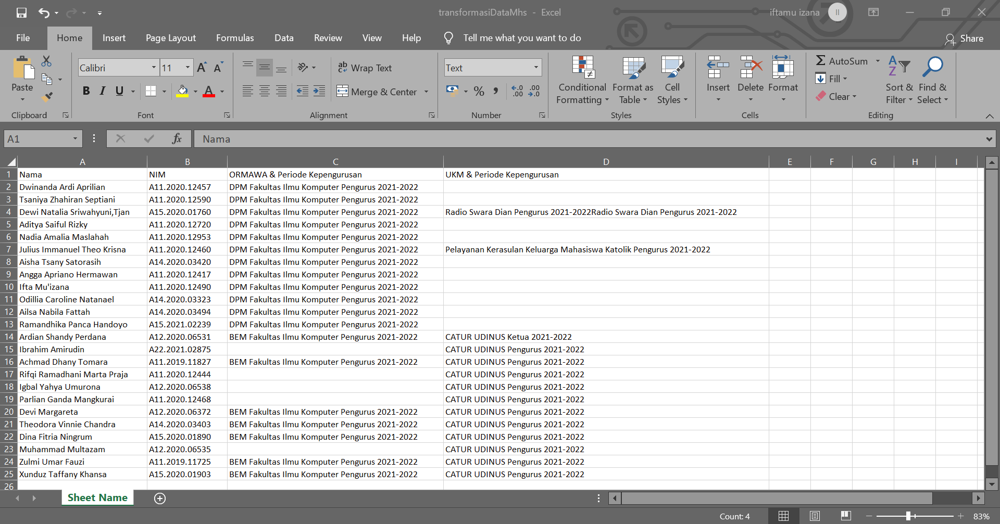 transformasiDataMhs - Excel
iftamu izana II
File Home Insert Page Layout Formulas Data Review View Help Tell me what you want to do Share
Paste
Clipboard
Calibri 11
B I U A
Font
ab Wrap Text
Merge & Center
Alignment
Text
% , .0 .00 .00 .0
Number
Conditional Formatting
Format as Table
Cell Styles
Styles
Insert Delete Format
Cells
AutoSum
Fill
Clear
Sort & Filter
Find & Select
Editing
A1 fx Nama
A B C D E F G H I
1 Nama NIM ORMAWA & Periode Kepengurusan UKM & Periode Kepengurusan
2 Dwinanda Ardi Aprilian A11.2020.12457 DPM Fakultas Ilmu Komputer Pengurus 2021-2022
3 Tsaniya Zhahiran Septiani A11.2020.12590 DPM Fakultas Ilmu Komputer Pengurus 2021-2022
4 Dewi Natalia Sriwahyuni,Tjan A15.2020.01760 DPM Fakultas Ilmu Komputer Pengurus 2021-2022 Radio Swara Dian Pengurus 2021-2022Radio Swara Dian Pengurus 2021-2022
5 Aditya Saiful Rizky A11.2020.12720 DPM Fakultas Ilmu Komputer Pengurus 2021-2022
6 Nadia Amalia Maslahah A11.2020.12953 DPM Fakultas Ilmu Komputer Pengurus 2021-2022
7 Julius Immanuel Theo Krisna A11.2020.12460 DPM Fakultas Ilmu Komputer Pengurus 2021-2022 Pelayanan Kerasulan Keluarga Mahasiswa Katolik Pengurus 2021-2022
8 Aisha Tsany Satorasih A14.2020.03420 DPM Fakultas Ilmu Komputer Pengurus 2021-2022
9 Angga Apriano Hermawan A11.2020.12417 DPM Fakultas Ilmu Komputer Pengurus 2021-2022
10 Ifta Mu'izana A11.2020.12490 DPM Fakultas Ilmu Komputer Pengurus 2021-2022
11 Odillia Caroline Natanael A14.2020.03323 DPM Fakultas Ilmu Komputer Pengurus 2021-2022
12 Ailsa Nabila Fattah A14.2020.03494 DPM Fakultas Ilmu Komputer Pengurus 2021-2022
13 Ramandhika Panca Handoyo A15.2021.02239 DPM Fakultas Ilmu Komputer Pengurus 2021-2022
14 Ardian Shandy Perdana A12.2020.06531 BEM Fakultas Ilmu Komputer Pengurus 2021-2022 CATUR UDINUS Ketua 2021-2022
15 Ibrahim Amirudin A22.2021.02875 CATUR UDINUS Pengurus 2021-2022
16 Achmad Dhany Tomara A11.2019.11827 BEM Fakultas Ilmu Komputer Pengurus 2021-2022 CATUR UDINUS Pengurus 2021-2022
17 Rifqi Ramadhani Marta Praja A11.2020.12444 CATUR UDINUS Pengurus 2021-2022
18 Igbal Yahya Umurona A12.2020.06538 CATUR UDINUS Pengurus 2021-2022
19 Parlian Ganda Mangkurai A11.2020.12468 CATUR UDINUS Pengurus 2021-2022
20 Devi Margareta A12.2020.06372 BEM Fakultas Ilmu Komputer Pengurus 2021-2022 CATUR UDINUS Pengurus 2021-2022
21 Theodora Vinnie Chandra A14.2020.03403 BEM Fakultas Ilmu Komputer Pengurus 2021-2022 CATUR UDINUS Pengurus 2021-2022
22 Dina Fitria Ningrum A15.2020.01890 BEM Fakultas Ilmu Komputer Pengurus 2021-2022 CATUR UDINUS Pengurus 2021-2022
23 Muhammad Multazam A12.2020.06535 CATUR UDINUS Pengurus 2021-2022
24 Zulmi Umar Fauzi A11.2019.11725 BEM Fakultas Ilmu Komputer Pengurus 2021-2022 CATUR UDINUS Pengurus 2021-2022
25 Xunduz Taffany Khansa A15.2020.01903 BEM Fakultas Ilmu Komputer Pengurus 2021-2022 CATUR UDINUS Pengurus 2021-2022
26
Sheet Name
Count: 4 83%